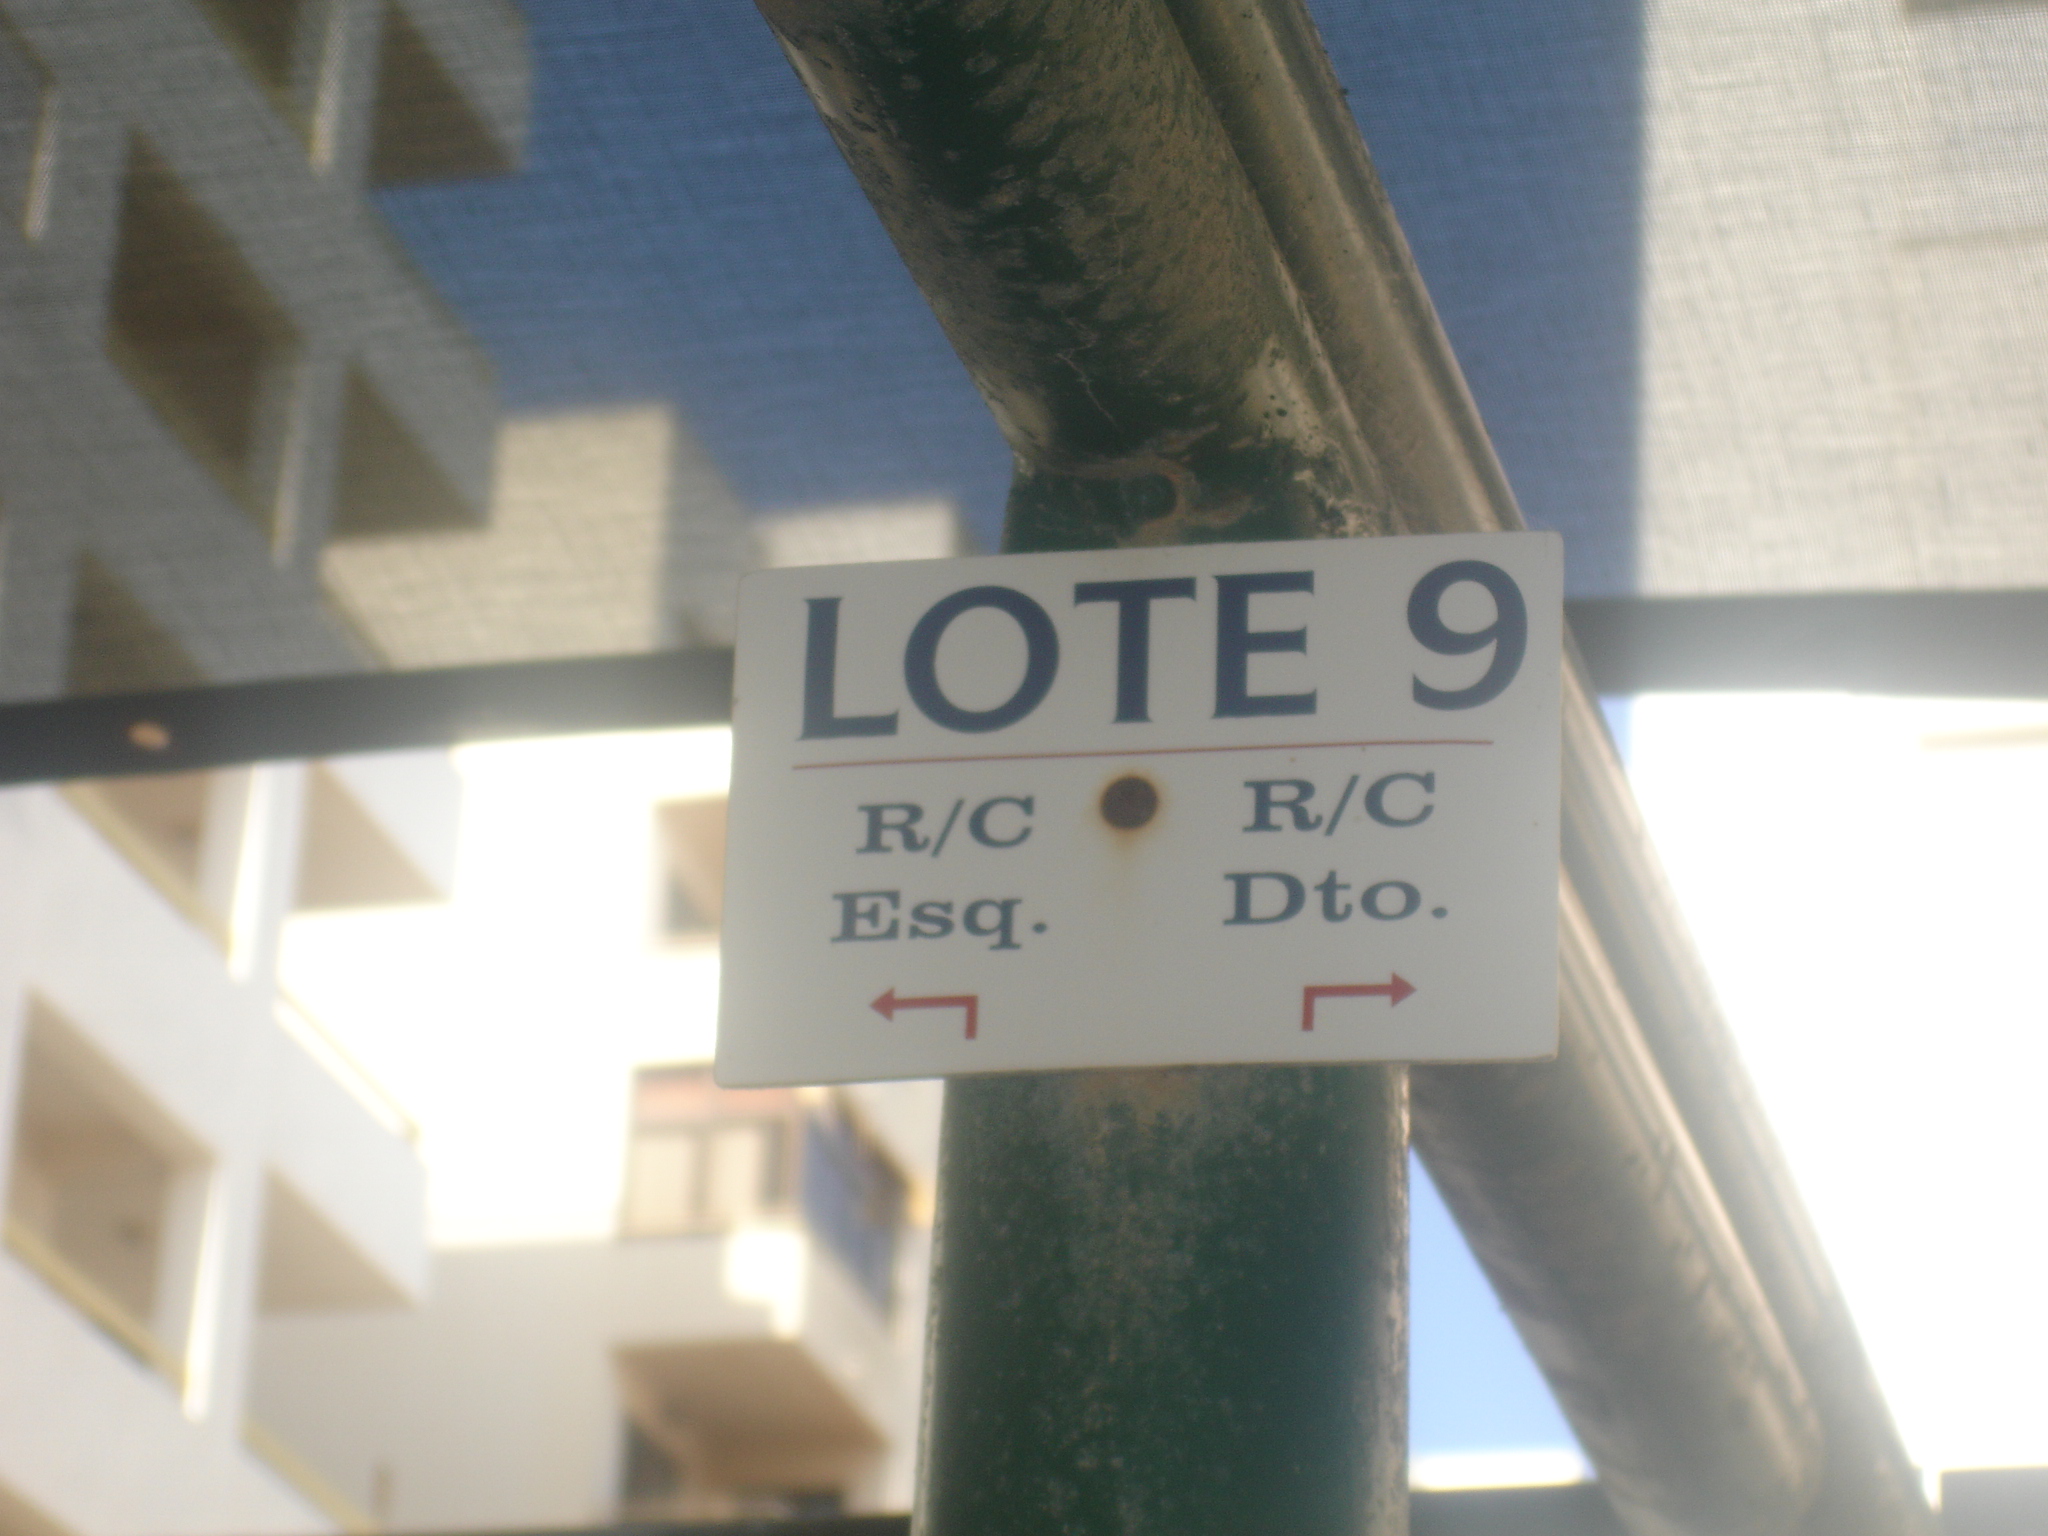 LOTE 9
R/C R/C
Esq. Dto.